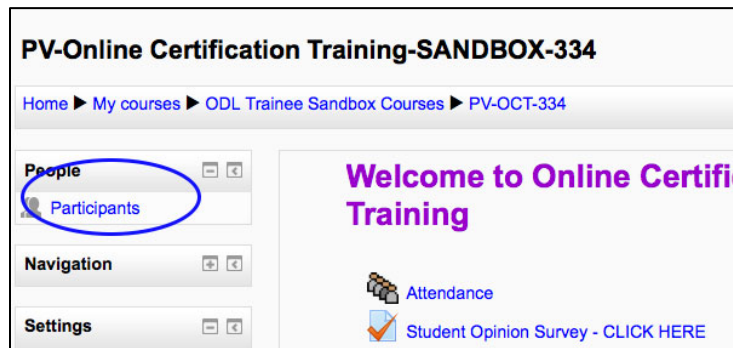 PV-Online Certification Training-SANDBOX-334
Home ▶ My courses ▶ ODL Trainee Sandbox Courses ▶ PV-OCT-334
People
Participants
Navigation
Settings
Welcome to Online Certifi
Training
Attendance
Student Opinion Survey - CLICK HERE